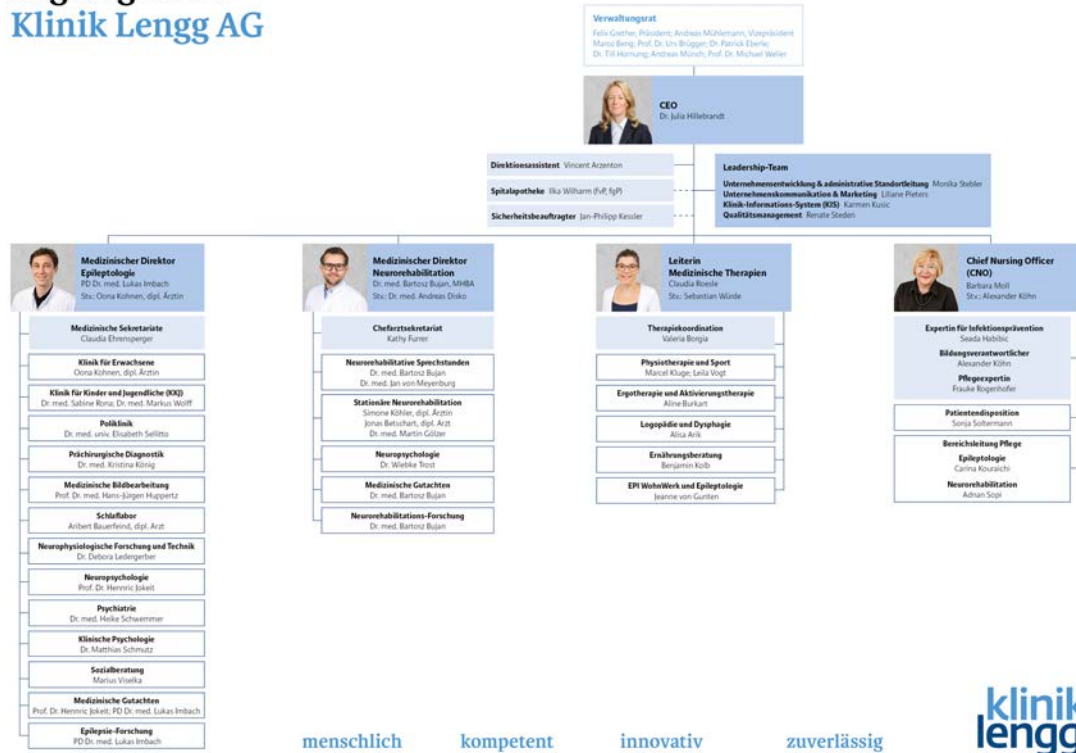 Klinik Lengg AG
Verwaltungsrat
Felix Grether, Präsident; Andreas Mühlemann, Vizepräsident
Marco Beng; Prof. Dr. Urs Brügger; Dr. Patrick Eberle;
Dr. Till Hornung; Andreas Münch; Prof. Dr. Michael Weller
CEO
Dr. Julia Hillebrandt
Direktionsassistent Vincent Arzenton
Spitalapotheke Ilka Wilharm (FvP, fgP)
Sicherheitsbeauftragter Jan-Philipp Kessler
Leadership-Team
Unternehmensentwicklung & administrative Standortleitung Monika Stebler
Unternehmenskommunikation & Marketing Liliane Pieters
Klinik-Informations-System (KIS) Karmen Kusic
Qualitätsmanagement Renate Steden
Medizinischer Direktor
Epileptologie
PD Dr. med. Lukas Imbach
Stv.: Oona Kohnen, dipl. Ärztin
Medizinische Sekretariate
Claudia Ehrensperger
Klinik für Erwachsene
Oona Kohnen, dipl. Ärztin
Klinik für Kinder und Jugendliche (KKJ)
Dr. med. Sabine Rona; Dr. med. Markus Wolff
Poliklinik
Dr. med. univ. Elisabeth Sellitto
Prächirurgische Diagnostik
Dr. med. Kristina König
Medizinische Bildbearbeitung
Prof. Dr. med. Hans-Jürgen Huppertz
Schlaflabor
Aribert Bauerfeind, dipl. Arzt
Neurophysiologische Forschung und Technik
Dr. Debora Ledergerber
Neuropsychologie
Prof. Dr. Hennric Jokeit
Psychiatrie
Dr. med. Heike Schwemmer
Klinische Psychologie
Dr. Matthias Schmutz
Sozialberatung
Marius Viselka
Medizinische Gutachten
Prof. Dr. Hennric Jokeit; PD Dr. med. Lukas Imbach
Epilepsie-Forschung
PD Dr. med. Lukas Imbach
Medizinischer Direktor
Neurorehabilitation
Dr. med. Bartosz Bujan, MHBA
Stv.: Dr. med. Andreas Disko
Chefarztsekretariat
Kathy Furrer
Neurorehabilitative Sprechstunden
Dr. med. Bartosz Bujan
Dr. med. Jan von Meyenburg
Stationäre Neurorehabilitation
Simone Köhler, dipl. Ärztin
Jonas Betschart, dipl. Arzt
Dr. med. Martin Gölzer
Neuropsychologie
Dr. Wiebke Trost
Medizinische Gutachten
Dr. med. Bartosz Bujan
Neurorehabilitations-Forschung
Dr. med. Bartosz Bujan
Leiterin
Medizinische Therapien
Claudia Roesle
Stv.: Sebastian Würde
Therapiekoordination
Valeria Borgia
Physiotherapie und Sport
Marcel Kluge; Leila Vogt
Ergotherapie und Aktivierungstherapie
Aline Burkart
Logopädie und Dysphagie
Alisa Arik
Ernährungsberatung
Benjamin Kolb
EPI WohnWerk und Epileptologie
Jeanne von Gunten
Chief Nursing Officer
(CNO)
Barbara Moll
Stv.: Alexander Köhn
Expertin für Infektionsprävention
Seada Habibic
Bildungsverantwortlicher
Alexander Köhn
Pflegeexpertin
Frauke Rogenhofer
Patientendisposition
Sonja Soltermann
Bereichsleitung Pflege
Epileptologie
Carina Kouraichi
Neurorehabilitation
Adnan Sopi
menschlich kompetent innovativ zuverlässig
klinik
lengg